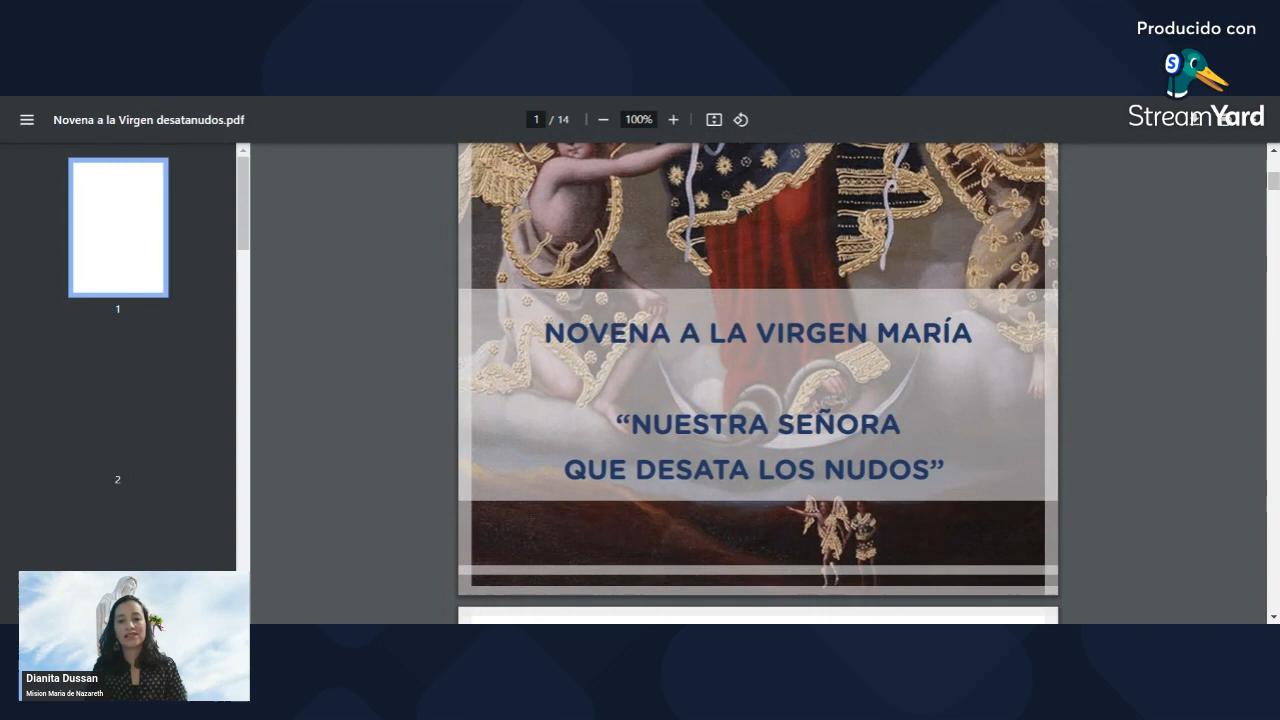 Producido con
StreamYard
Novena a la Virgen desatanudos.pdf
1 / 14
100%
1
NOVENA A LA VIRGEN MARÍA
“NUESTRA SEÑORA
QUE DESATA LOS NUDOS”
2
Dianita Dussan
Mision Maria de Nazareth